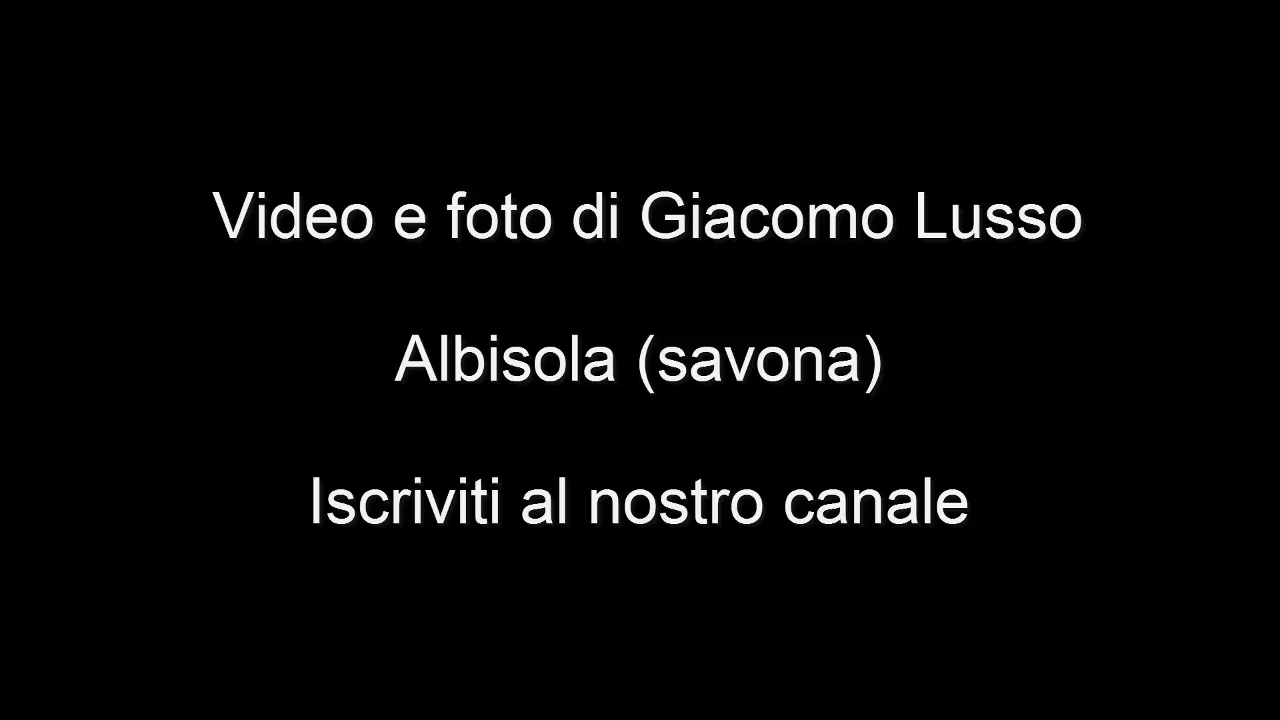 Video e foto di Giacomo Lusso
Albisola (savona)
Iscriviti al nostro canale